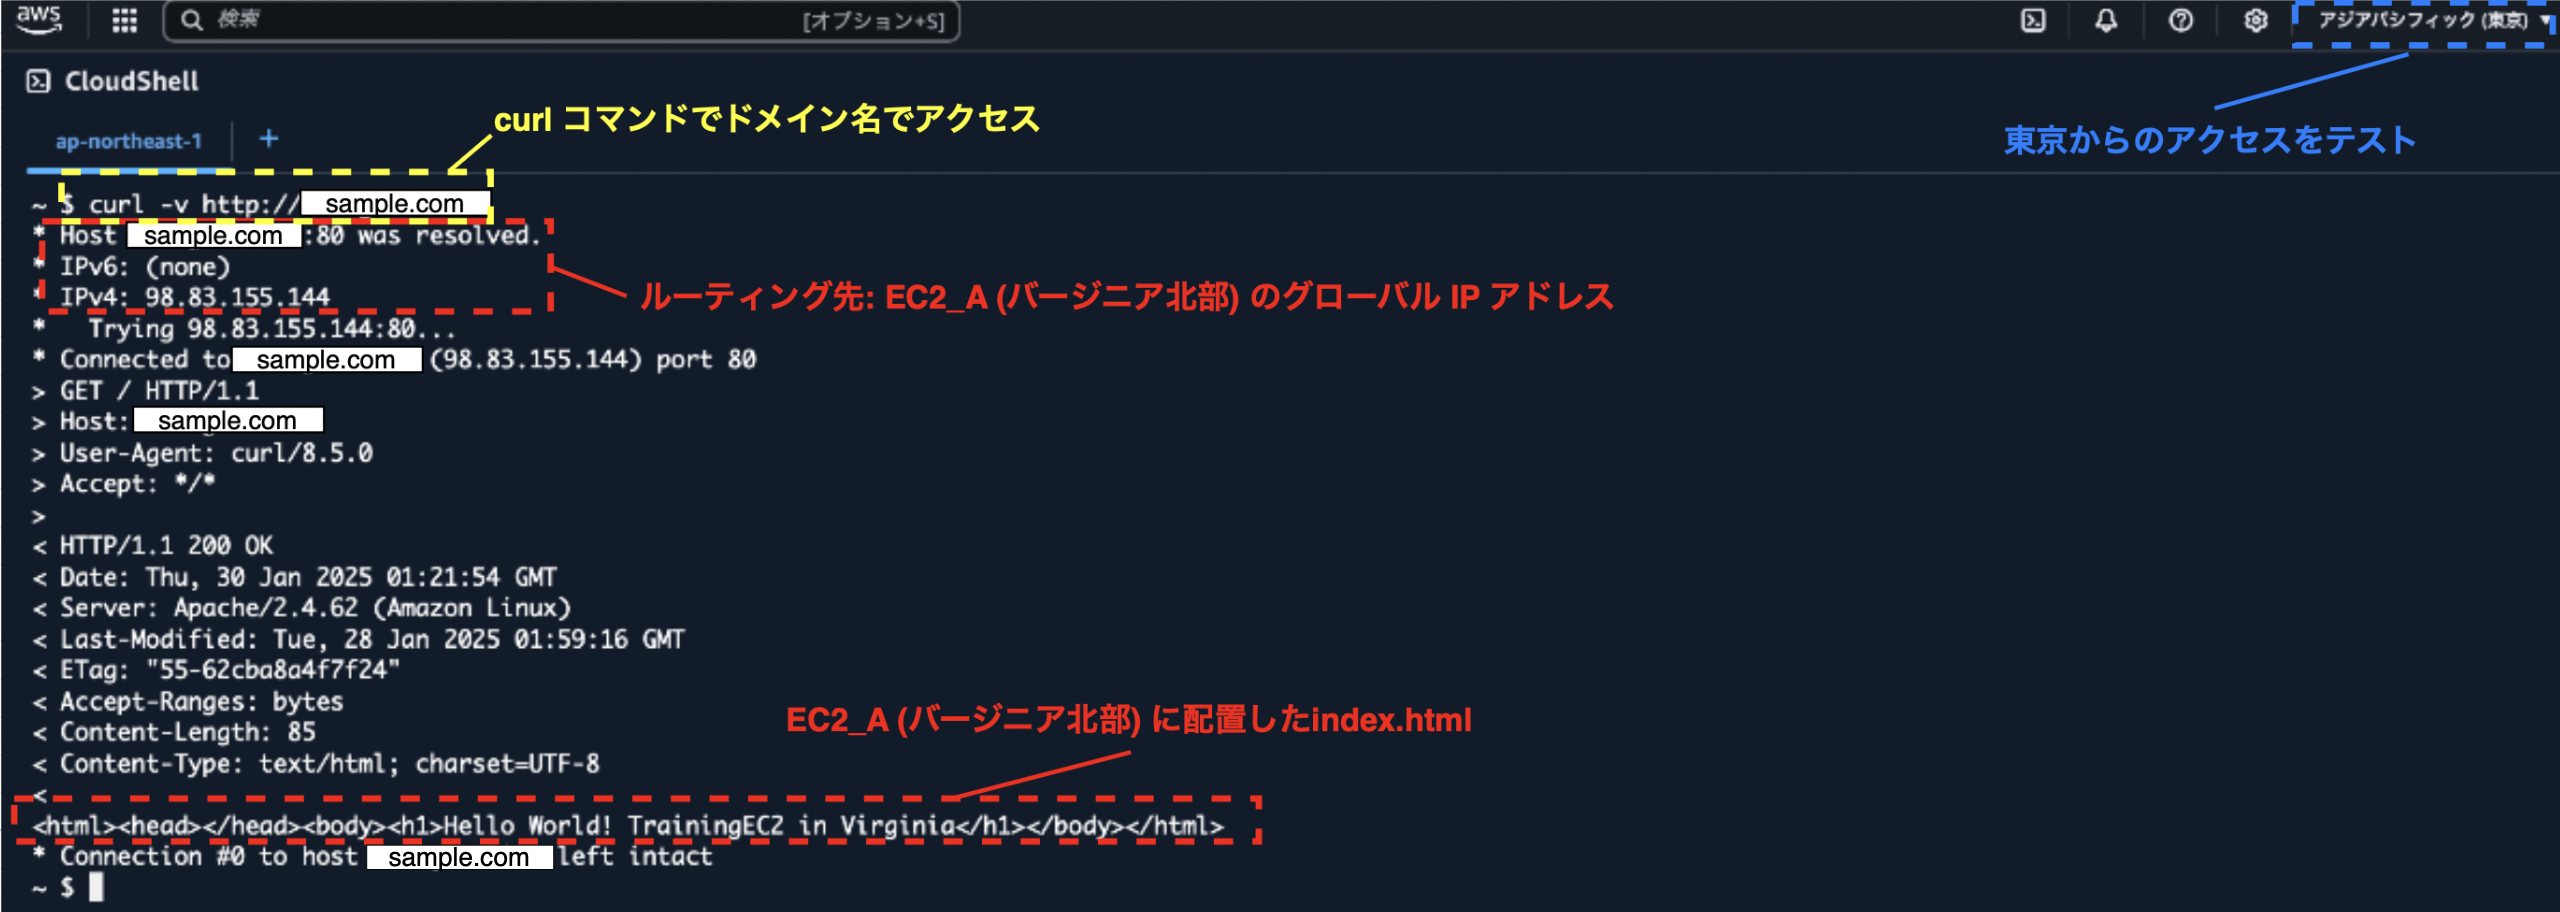 aws
検索
[オプション+S]
アジアパシフィック (東京) ▼
CloudShell
curl コマンドでドメイン名でアクセス
ap-northeast-1 +
東京からのアクセスをテスト
~ $ curl -v http://sample.com
* Host sample.com:80 was resolved.
* IPv6: (none)
* IPv4: 98.83.155.144
ルーティング先: EC2_A (バージニア北部) のグローバル IP アドレス
*   Trying 98.83.155.144:80...
* Connected to sample.com (98.83.155.144) port 80
> GET / HTTP/1.1
> Host: sample.com
> User-Agent: curl/8.5.0
> Accept: */*
>
< HTTP/1.1 200 OK
< Date: Thu, 30 Jan 2025 01:21:54 GMT
< Server: Apache/2.4.62 (Amazon Linux)
< Last-Modified: Tue, 28 Jan 2025 01:59:16 GMT
< ETag: "55-62cba8a4f7f24"
< Accept-Ranges: bytes
< Content-Length: 85
EC2_A (バージニア北部) に配置したindex.html
< Content-Type: text/html; charset=UTF-8
<
<html><head></head><body><h1>Hello World! TrainingEC2 in Virginia</h1></body></html>
* Connection #0 to host sample.com left intact
~ $